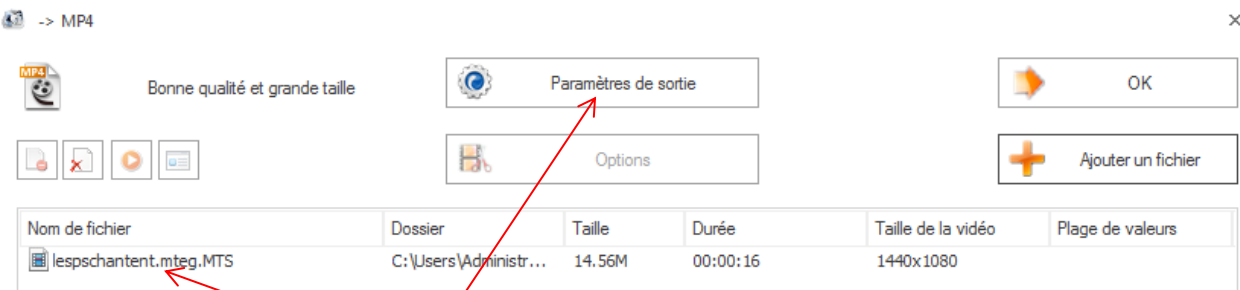 -> MP4
MP4
Bonne qualité et grande taille
Paramètres de sortie
OK
Options
Ajouter un fichier
Nom de fichier Dossier Taille Durée Taille de la vidéo Plage de valeurs
lespschantent.mteg.MTS C:\Users\Administr... 14.56M 00:00:16 1440x1080